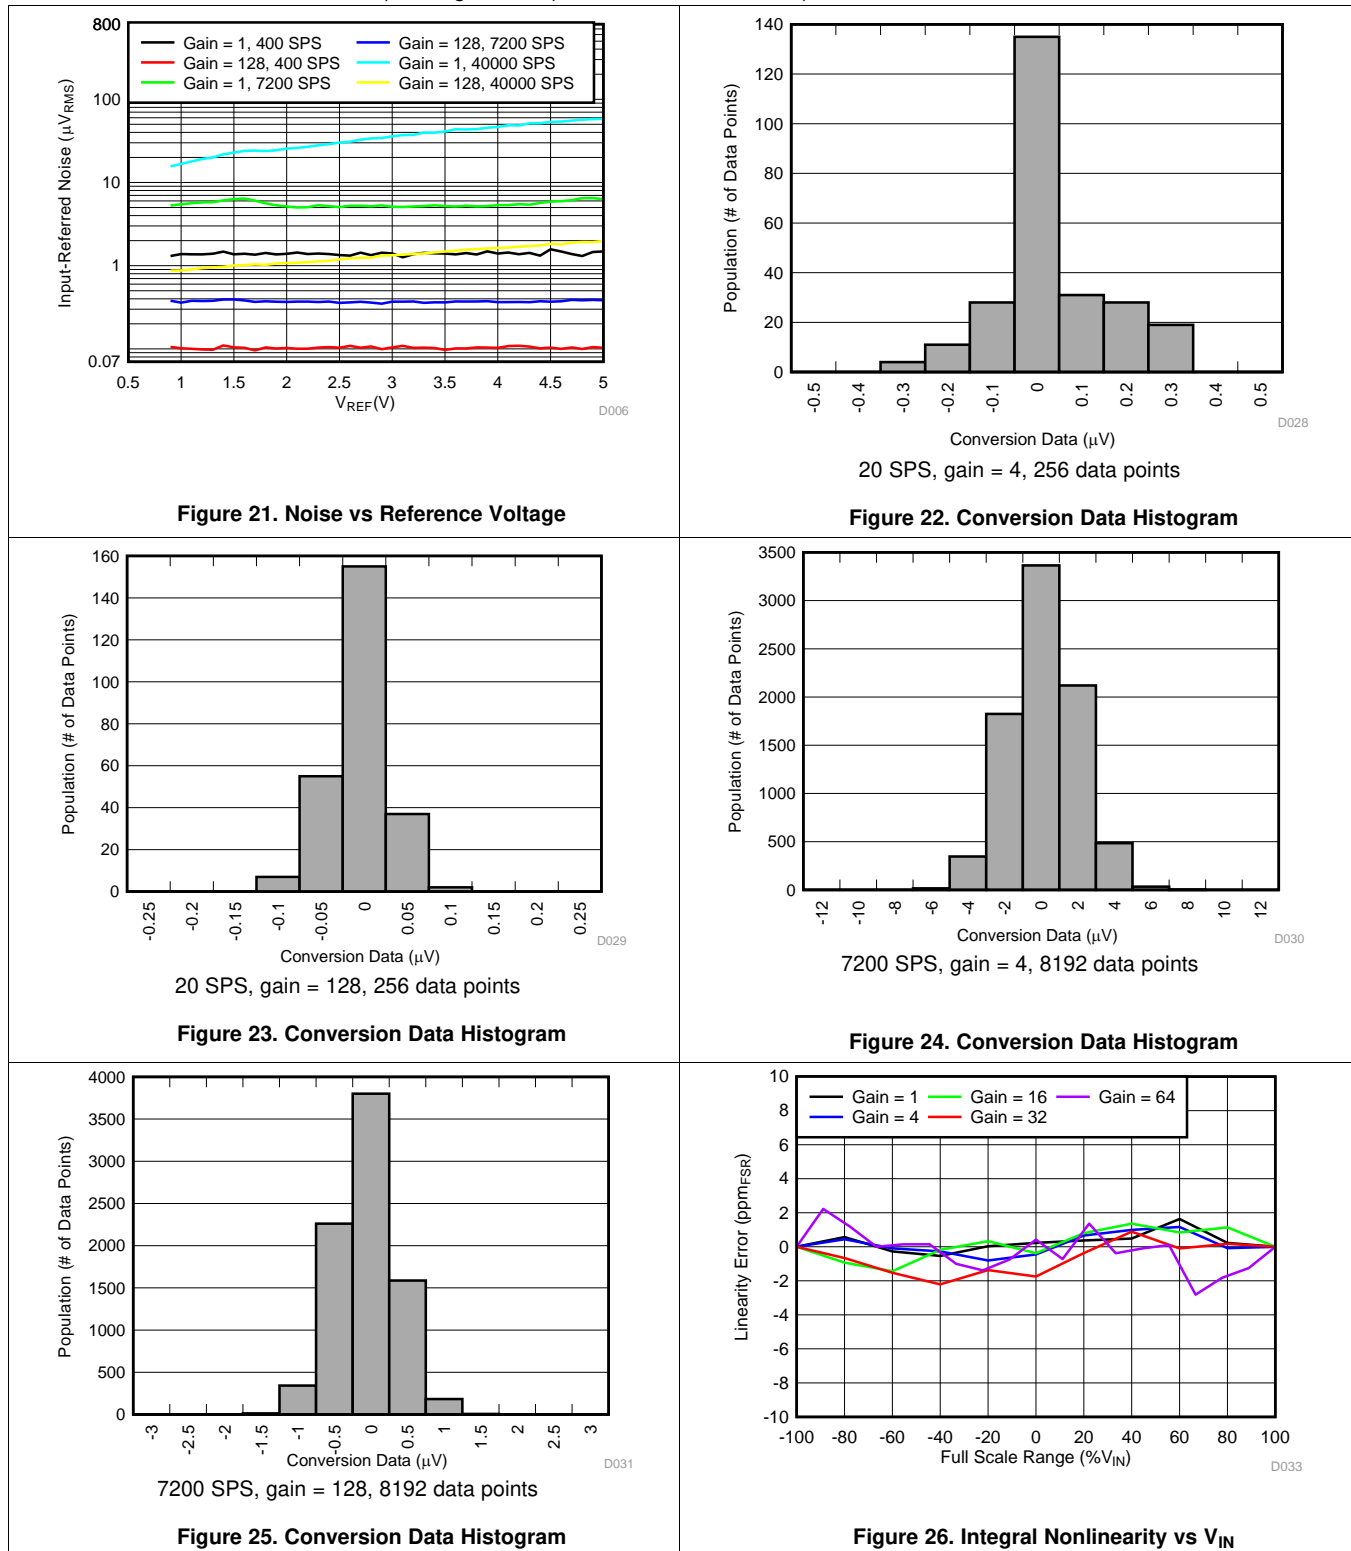 800
100
10
1
0.07
Input-Referred Noise (μVRMS)
Gain = 1, 400 SPS
Gain = 128, 400 SPS
Gain = 1, 7200 SPS
Gain = 128, 7200 SPS
Gain = 1, 40000 SPS
Gain = 128, 40000 SPS
0.5 1 1.5 2 2.5 3 3.5 4 4.5 5
VREF(V)
D006
Figure 21. Noise vs Reference Voltage
140
120
100
80
60
40
20
0
Population (# of Data Points)
-0.5 -0.4 -0.3 -0.2 -0.1 0 0.1 0.2 0.3 0.4 0.5
D028
Conversion Data (μV)
20 SPS, gain = 4, 256 data points
Figure 22. Conversion Data Histogram
160
140
120
100
80
60
40
20
0
Population (# of Data Points)
-0.25 -0.2 -0.15 -0.1 -0.05 0 0.05 0.1 0.15 0.2 0.25
D029
Conversion Data (μV)
20 SPS, gain = 128, 256 data points
Figure 23. Conversion Data Histogram
3500
3000
2500
2000
1500
1000
500
0
Population (# of Data Points)
-12 -10 -8 -6 -4 -2 0 2 4 6 8 10 12
Conversion Data (μV)
D030
7200 SPS, gain = 4, 8192 data points
Figure 24. Conversion Data Histogram
4000
3500
3000
2500
2000
1500
1000
500
0
Population (# of Data Points)
-3 -2.5 -2 -1.5 -1 -0.5 0 0.5 1 1.5 2 2.5 3
Conversion Data (μV)
D031
7200 SPS, gain = 128, 8192 data points
Figure 25. Conversion Data Histogram
10
8
6
4
2
0
-2
-4
-6
-8
-10
Linearity Error (ppmFSR)
Gain = 1
Gain = 4
Gain = 16
Gain = 32
Gain = 64
-100 -80 -60 -40 -20 0 20 40 60 80 100
Full Scale Range (%VIN)
D033
Figure 26. Integral Nonlinearity vs VIN